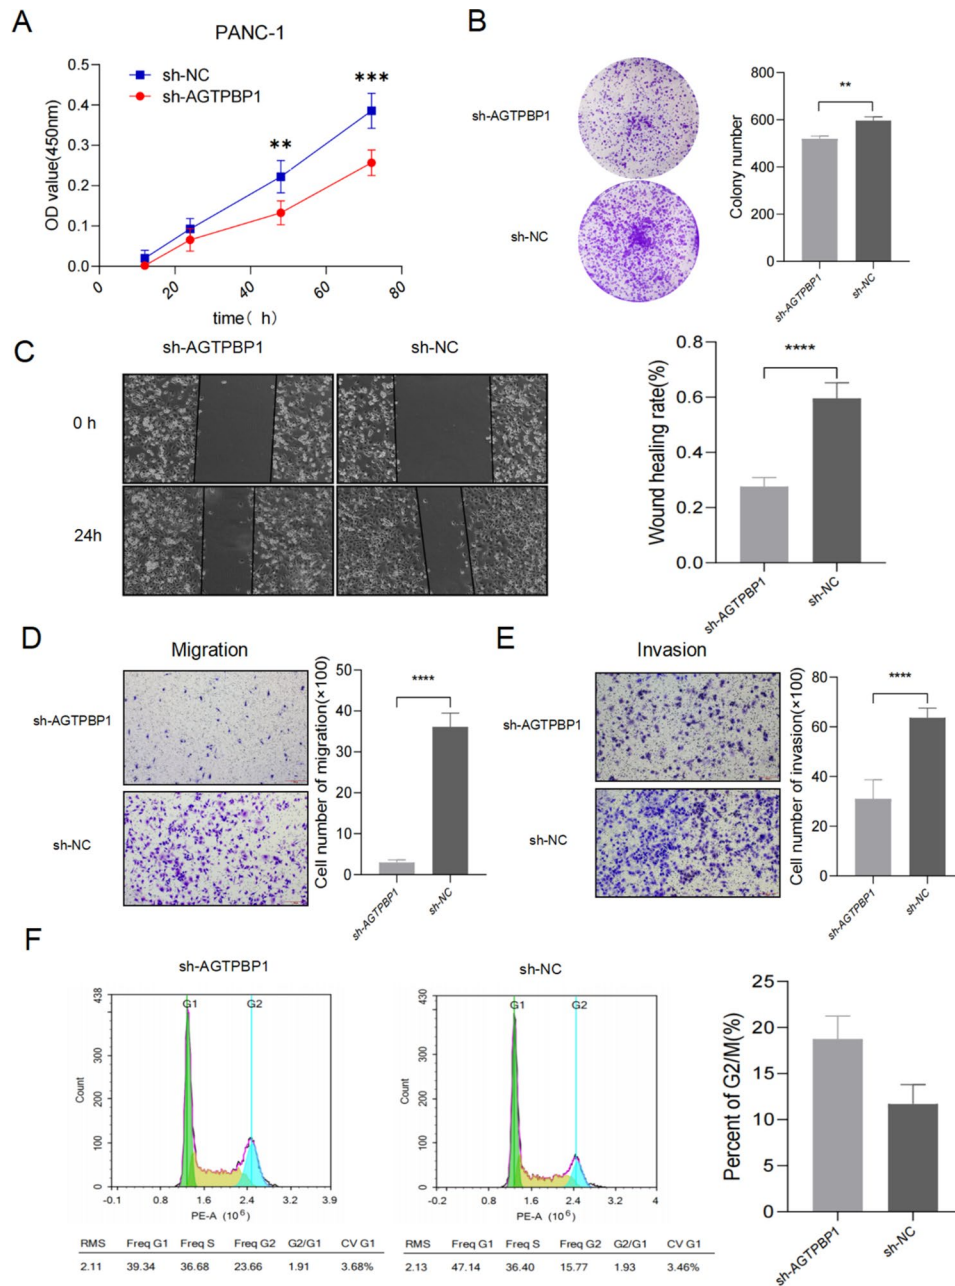 A
PANC-1
sh-NC
sh-AGTPBP1
**
***
OD value(450nm)
0.5
0.4
0.3
0.2
0.1
0.0
0
20
40
60
80
time( h)
B
sh-AGTPBP1
sh-NC
Colony number
800
600
400
200
0
**
sh-AGTPBP1
sh-NC
C
sh-AGTPBP1
sh-NC
0 h
24h
Wound healing rate(%)
0.8
0.6
0.4
0.2
0.0
****
sh-AGTPBP1
sh-NC
D
Migration
sh-AGTPBP1
sh-NC
Cell number of migration(×100)
50
40
30
20
10
0
****
sh-AGTPBP1
sh-NC
E
Invasion
sh-AGTPBP1
sh-NC
Cell number of invasion(×100)
80
60
40
20
0
****
sh-AGTPBP1
sh-NC
F
sh-AGTPBP1
438
300
200
100
0
Count
G1
G2
-0.1 0.8 1.6 2.4 3.2 3.9
PE-A (10⁶)
RMS Freq G1 Freq S Freq G2 G2/G1 CV G1
2.11 39.34 36.68 23.66 1.91 3.68%
sh-NC
430
300
200
100
0
Count
G1
G2
-0.2 0.8 1.6 2.4 3.2 4
PE-A (10⁶)
RMS Freq G1 Freq S Freq G2 G2/G1 CV G1
2.13 47.14 36.40 15.77 1.93 3.46%
Percent of G2/M(%)
25
20
15
10
5
0
sh-AGTPBP1
sh-NC